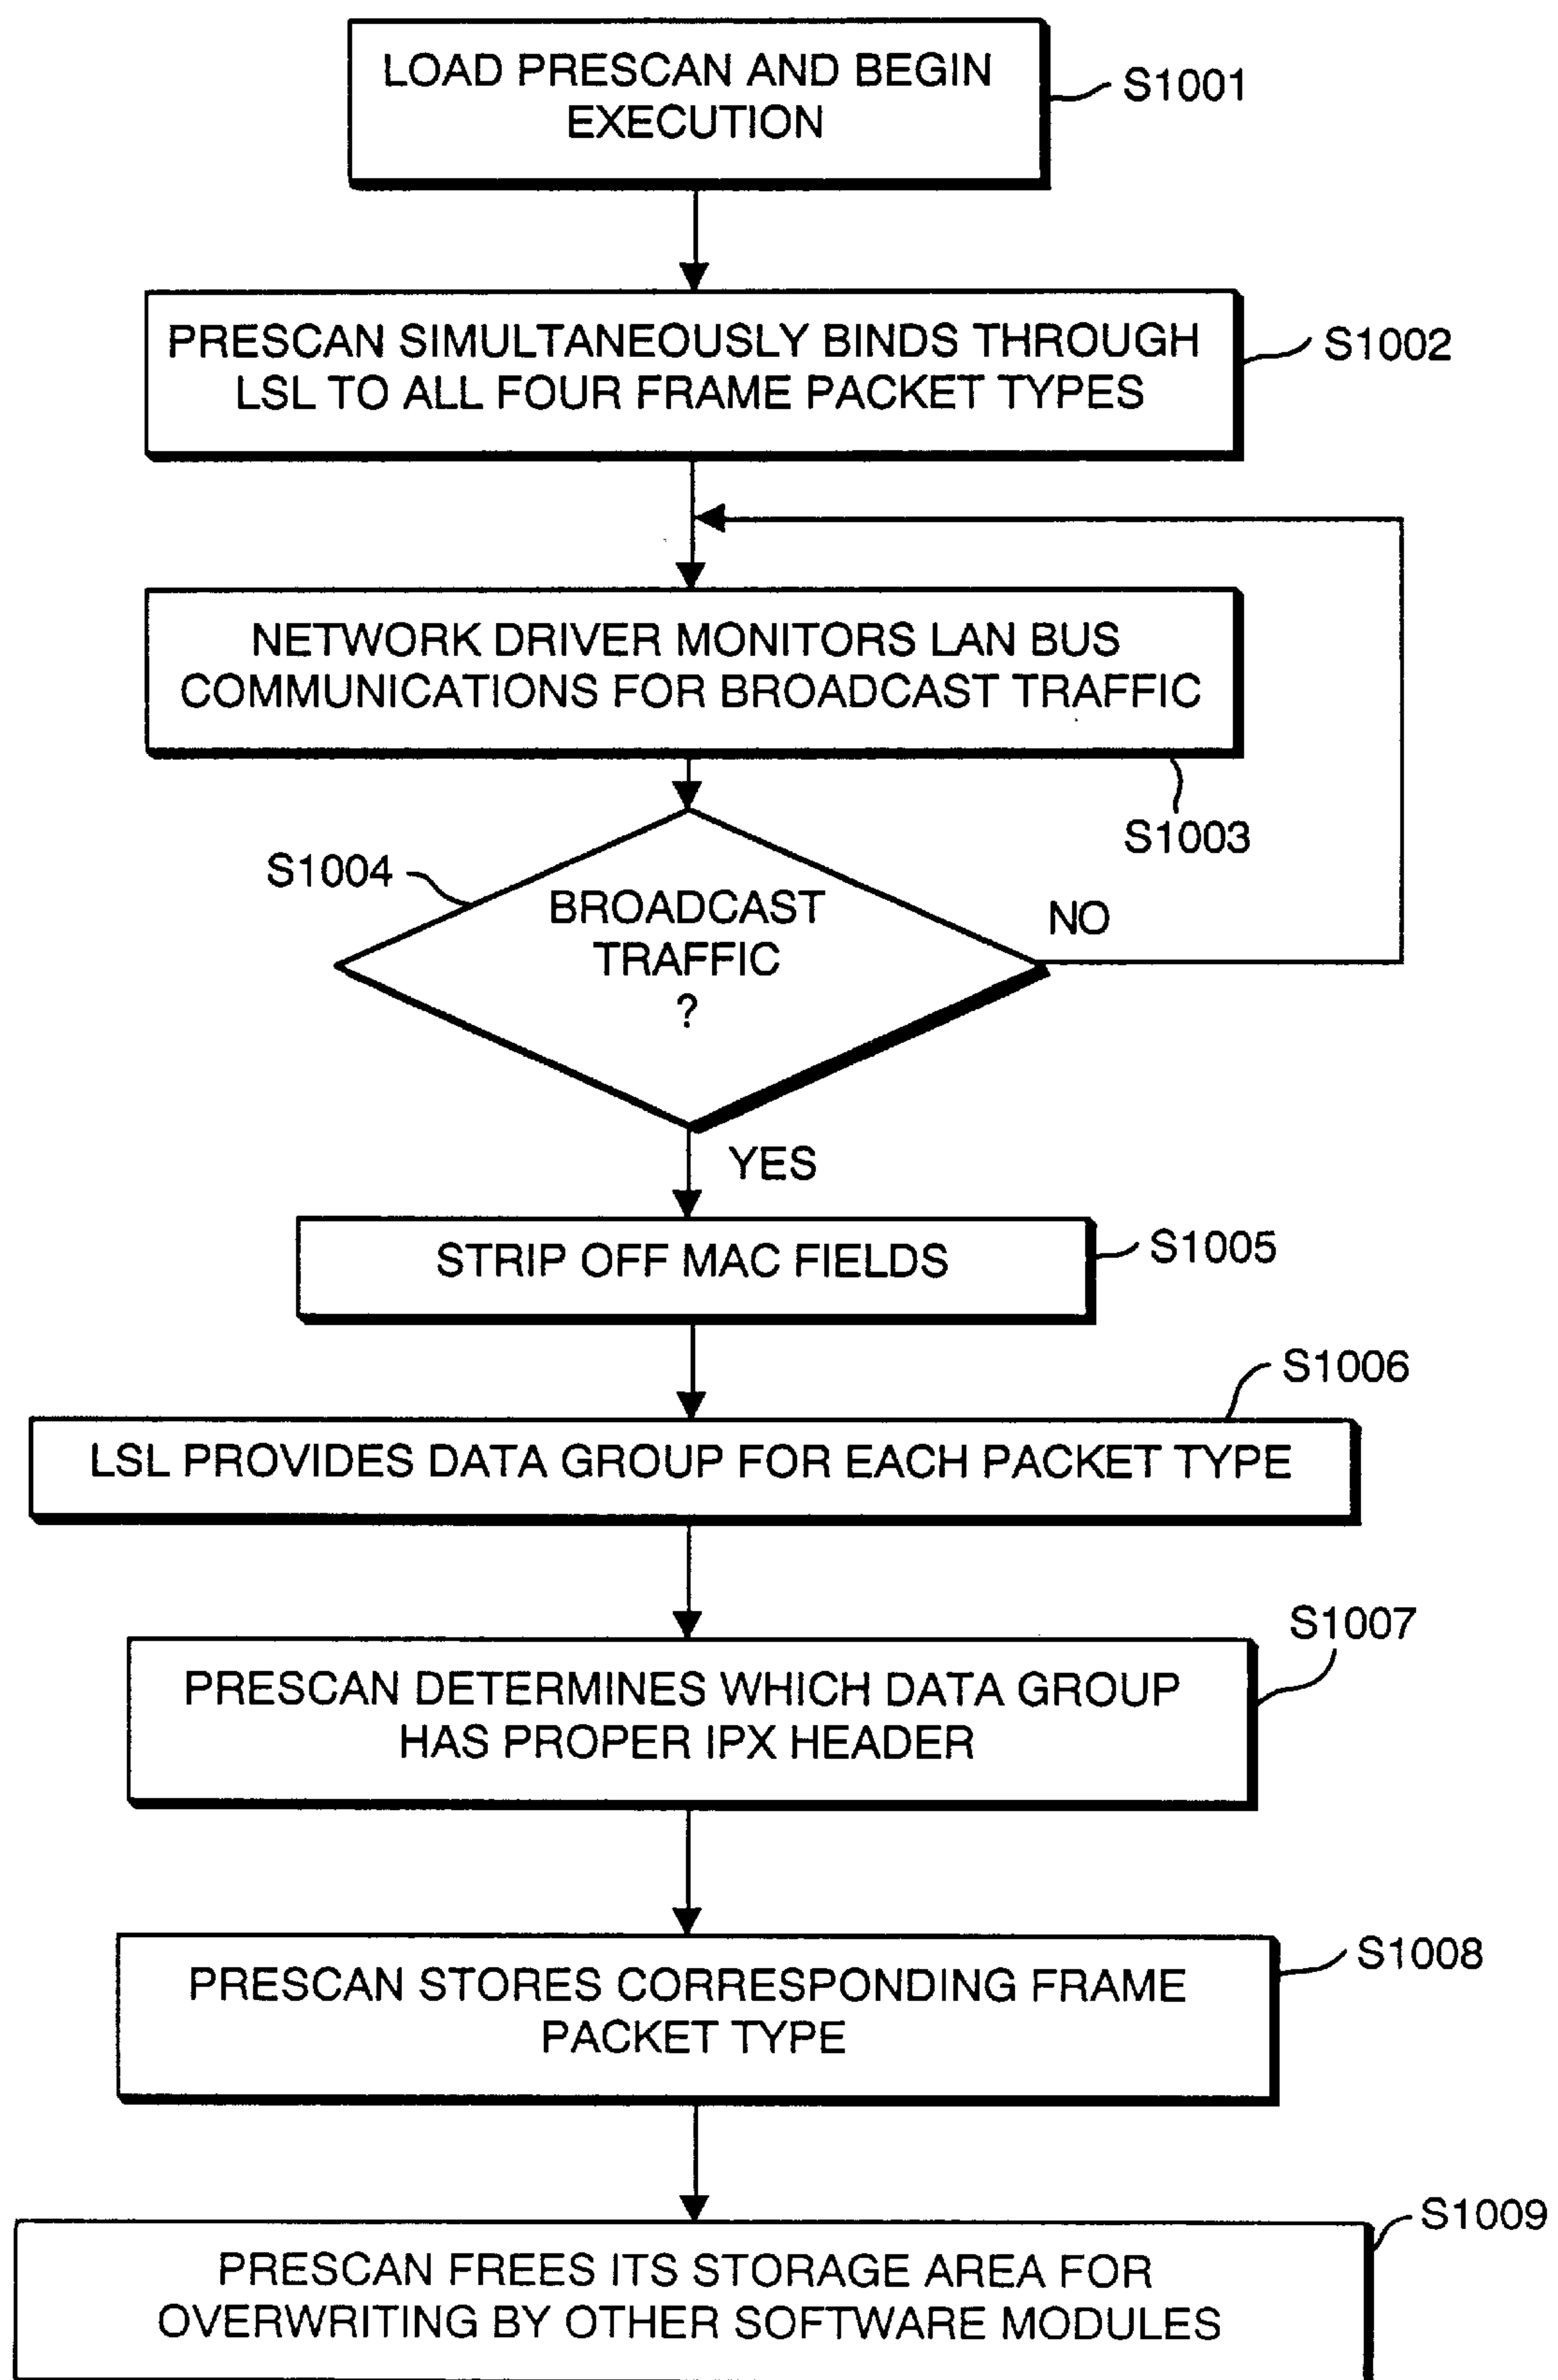 LOAD PRESCAN AND BEGIN
EXECUTION
S1001
PRESCAN SIMULTANEOUSLY BINDS THROUGH
LSL TO ALL FOUR FRAME PACKET TYPES
S1002
NETWORK DRIVER MONITORS LAN BUS
COMMUNICATIONS FOR BROADCAST TRAFFIC
S1003
S1004
BROADCAST
TRAFFIC
?
NO
YES
STRIP OFF MAC FIELDS
S1005
S1006
LSL PROVIDES DATA GROUP FOR EACH PACKET TYPE
S1007
PRESCAN DETERMINES WHICH DATA GROUP
HAS PROPER IPX HEADER
S1008
PRESCAN STORES CORRESPONDING FRAME
PACKET TYPE
S1009
PRESCAN FREES ITS STORAGE AREA FOR
OVERWRITING BY OTHER SOFTWARE MODULES